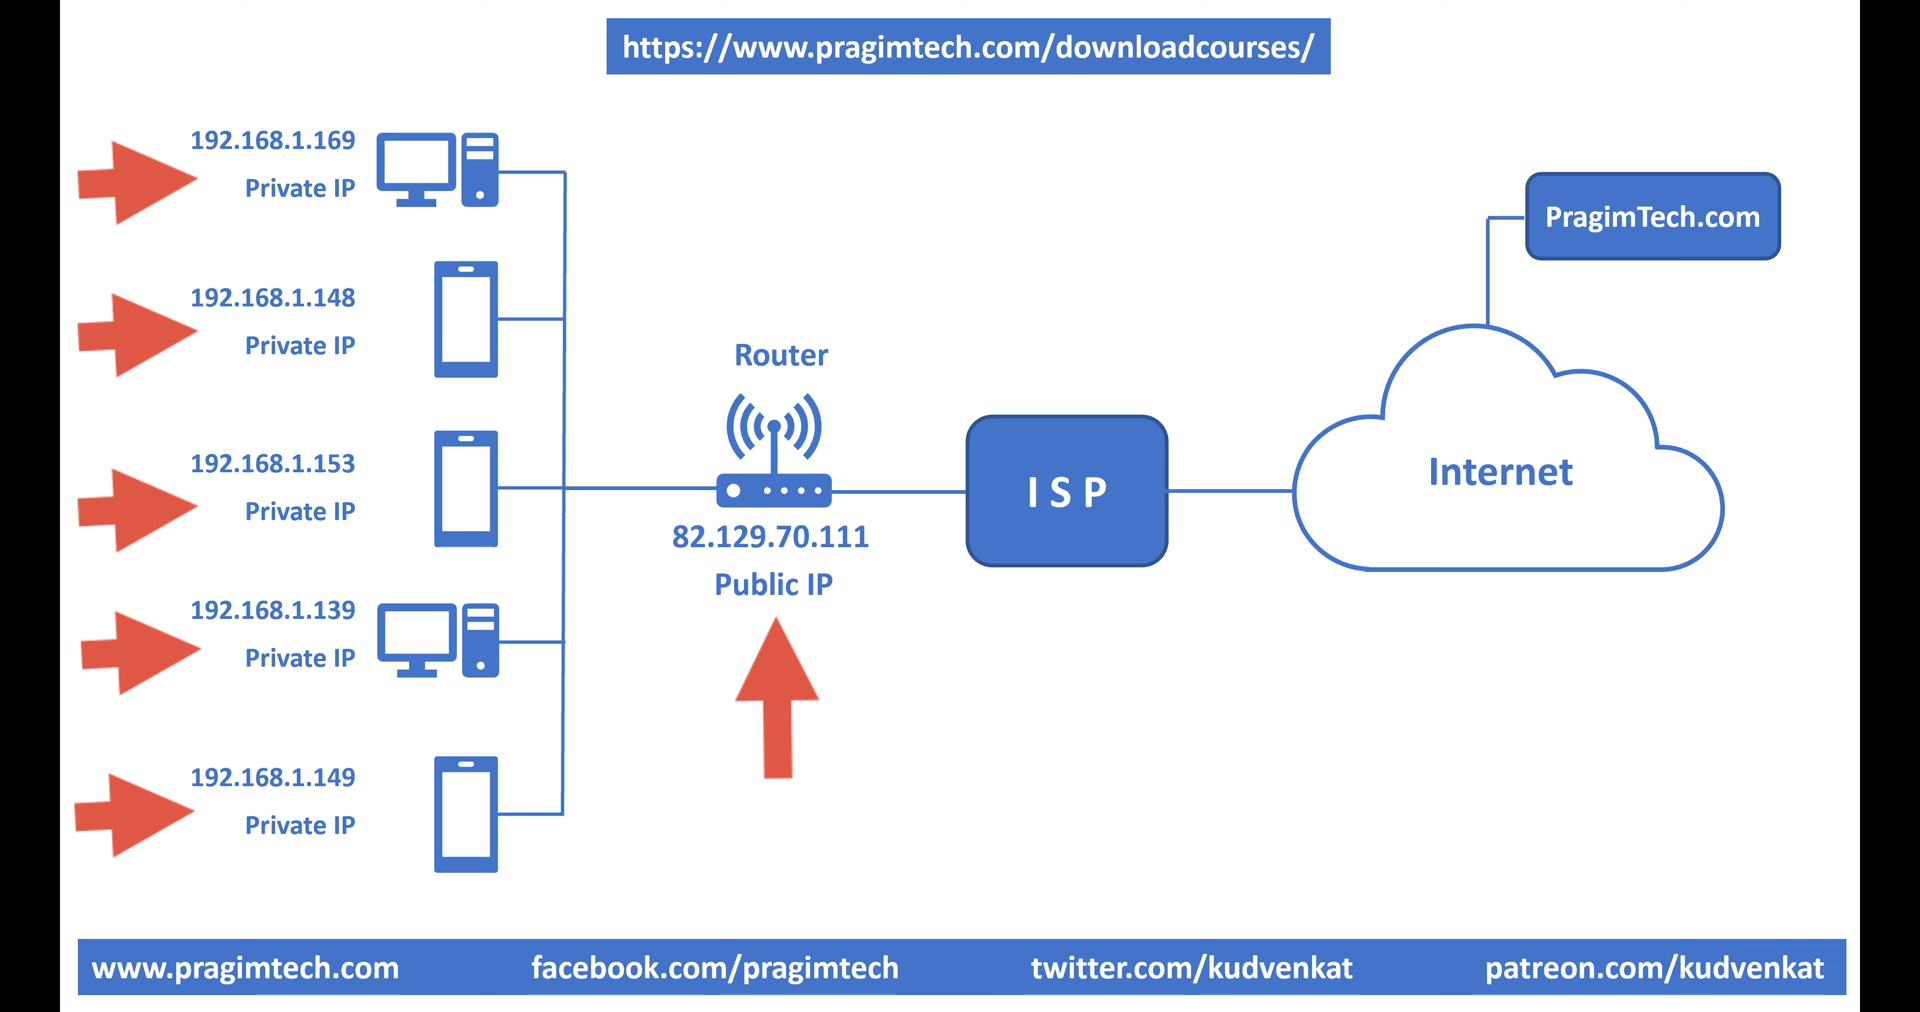 https://www.pragimtech.com/downloadcourses/
192.168.1.169
Private IP
192.168.1.148
Private IP
192.168.1.153
Private IP
192.168.1.139
Private IP
192.168.1.149
Private IP
Router
82.129.70.111
Public IP
I S P
Internet
PragimTech.com
www.pragimtech.com
facebook.com/pragimtech
twitter.com/kudvenkat
patreon.com/kudvenkat